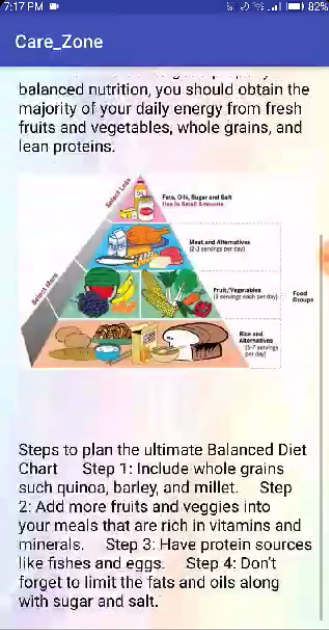 7:17 PM
82%
Care_Zone
balanced nutrition, you should obtain the
majority of your daily energy from fresh
fruits and vegetables, whole grains, and
lean proteins.
Select Less
Fats, Oils, Sugar and Salt
Use In Small Amounts
Meat and Alternatives
(2-3 servings per day)
Select More
Fruit/Vegetables
(2 servings each per day)
Food
Groups
Rice and
Alternatives
(5-7 servings
per day)
Steps to plan the ultimate Balanced Diet
Chart Step 1: Include whole grains
such quinoa, barley, and millet. Step
2: Add more fruits and veggies into
your meals that are rich in vitamins and
minerals. Step 3: Have protein sources
like fishes and eggs. Step 4: Don't
forget to limit the fats and oils along
with sugar and salt.